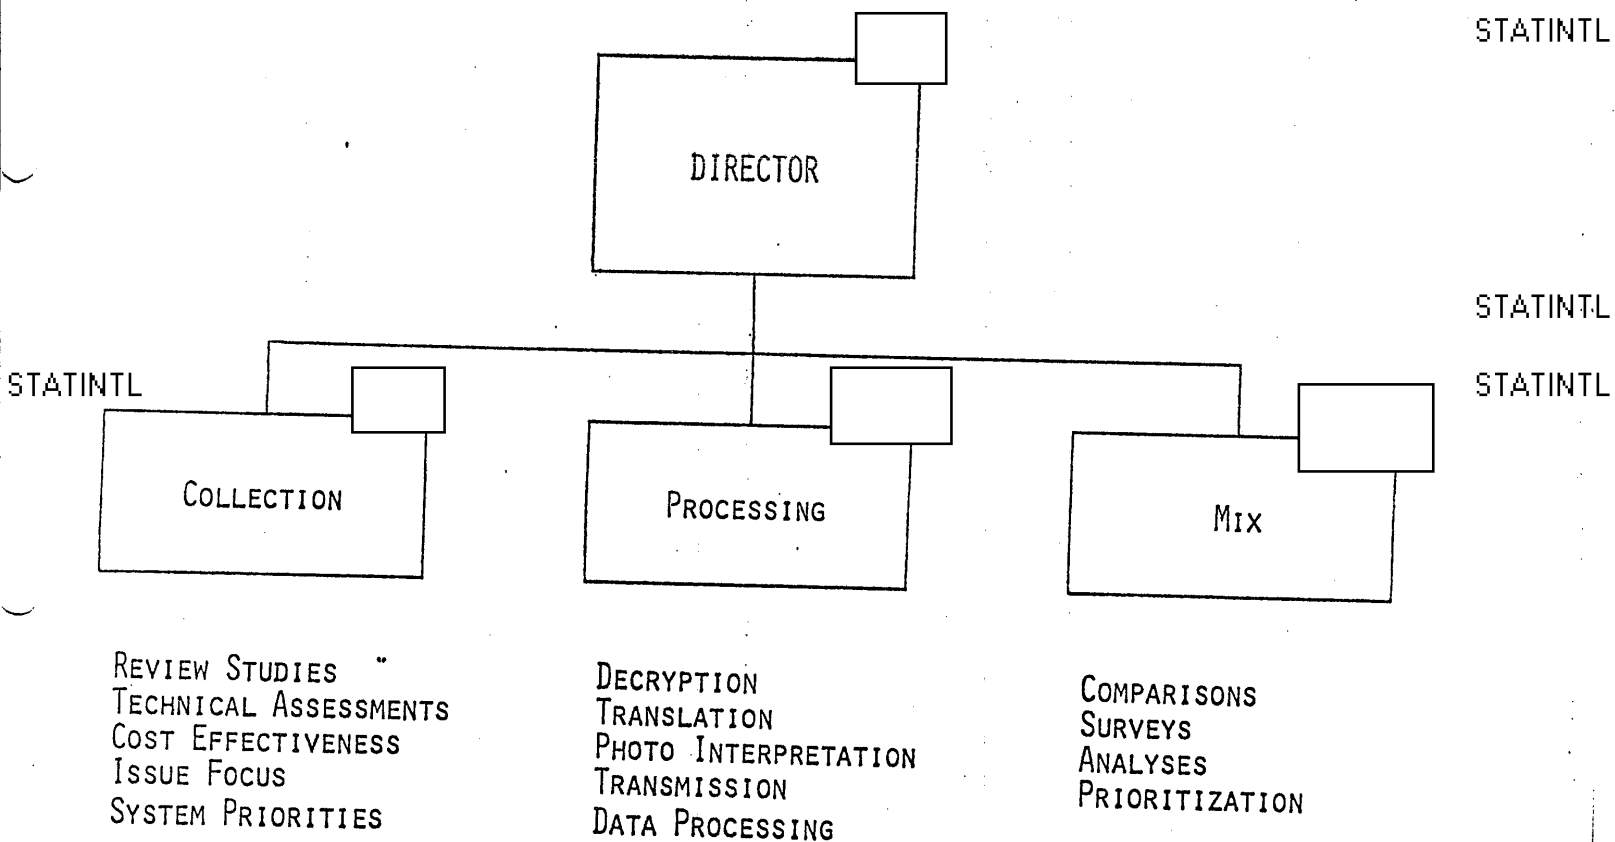 STATINTL
DIRECTOR
STATINTL
STATINTL
STATINTL
COLLECTION
PROCESSING
MIX
REVIEW STUDIES
TECHNICAL ASSESSMENTS
COST EFFECTIVENESS
ISSUE FOCUS
SYSTEM PRIORITIES
DECRYPTION
TRANSLATION
PHOTO INTERPRETATION
TRANSMISSION
DATA PROCESSING
COMPARISONS
SURVEYS
ANALYSES
PRIORITIZATION